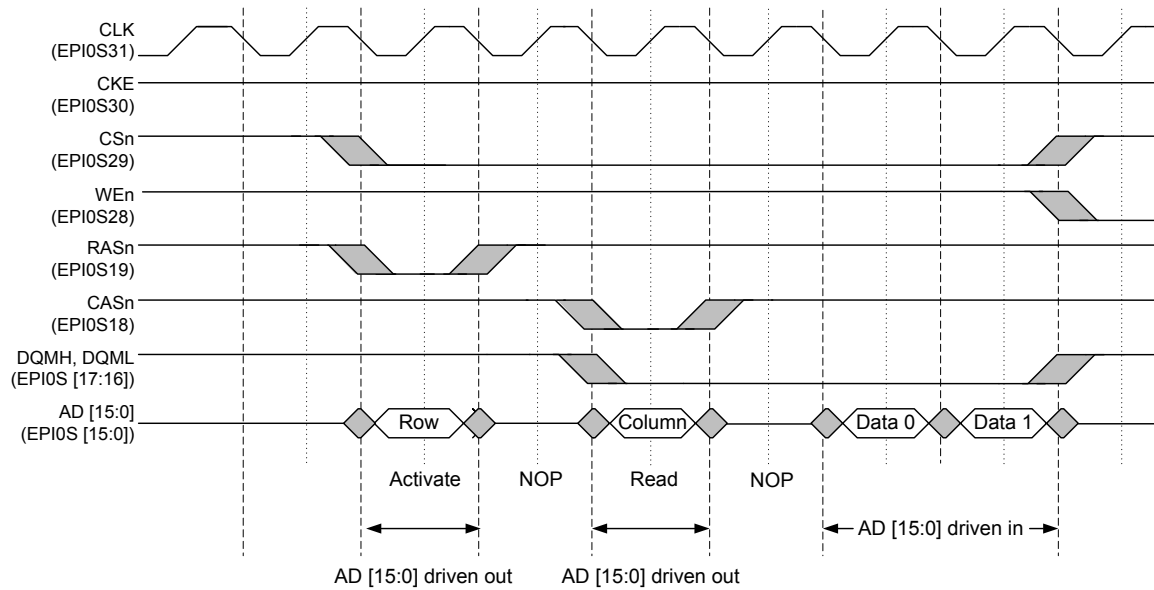 CLK
(EPI0S31)
CKE
(EPI0S30)
CSn
(EPI0S29)
WEn
(EPI0S28)
RASn
(EPI0S19)
CASn
(EPI0S18)
DQMH, DQML
(EPI0S [17:16])
AD [15:0]
(EPI0S [15:0])
Row
Column
Data 0
Data 1
Activate
NOP
Read
NOP
AD [15:0] driven in
AD [15:0] driven out
AD [15:0] driven out